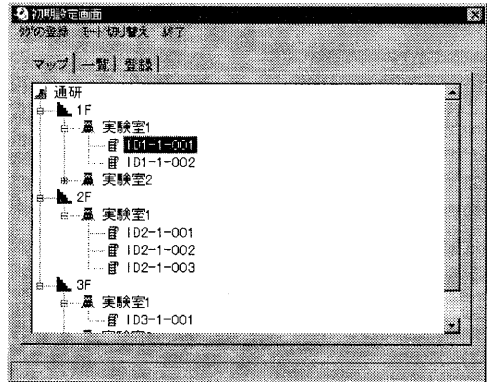 初期設定画面
タグの登録 モード切り替え 終了
マップ 一覧 登録
通研
1F
実験室1
ID1-1-001
ID1-1-002
実験室2
2F
実験室1
ID2-1-001
ID2-1-002
ID2-1-003
3F
実験室1
ID3-1-001